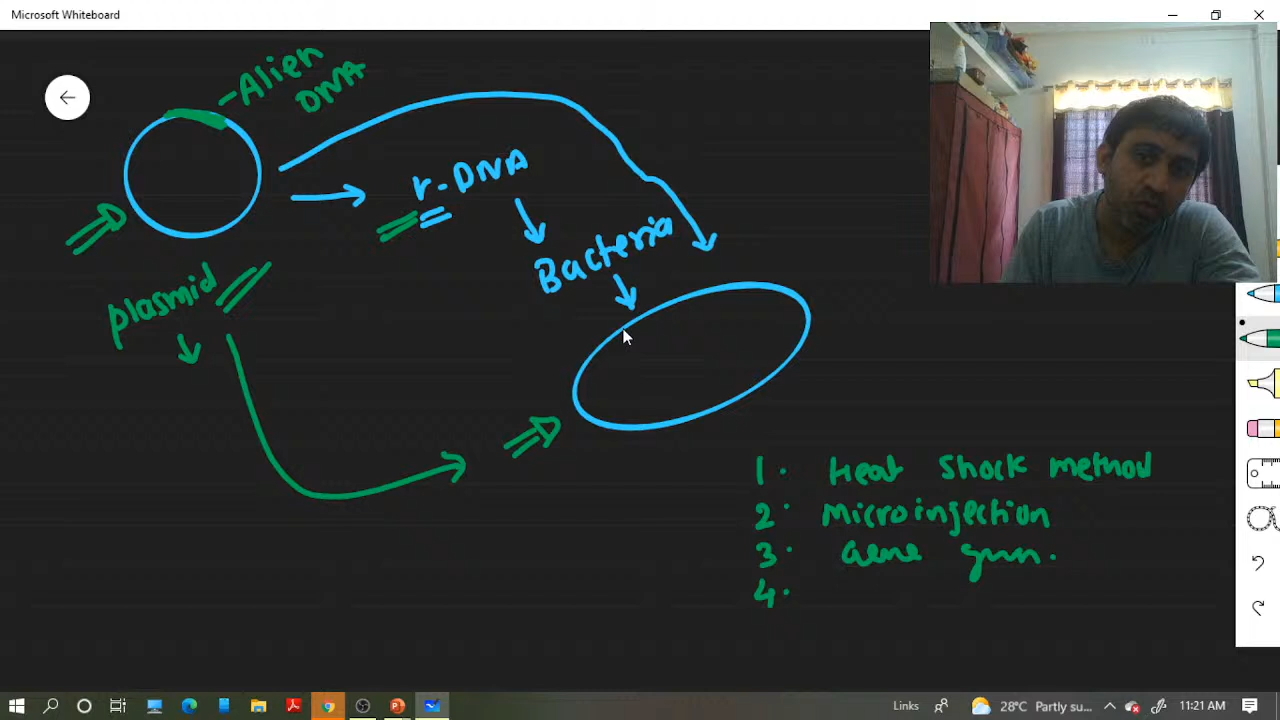 Microsoft Whiteboard
-Alien
DNA
r-DNA
Bacteria
plasmid
1. Heat Shock method
2. Microinjection
3. Gene gun.
4.
Links
28°C Partly su...
11:21 AM